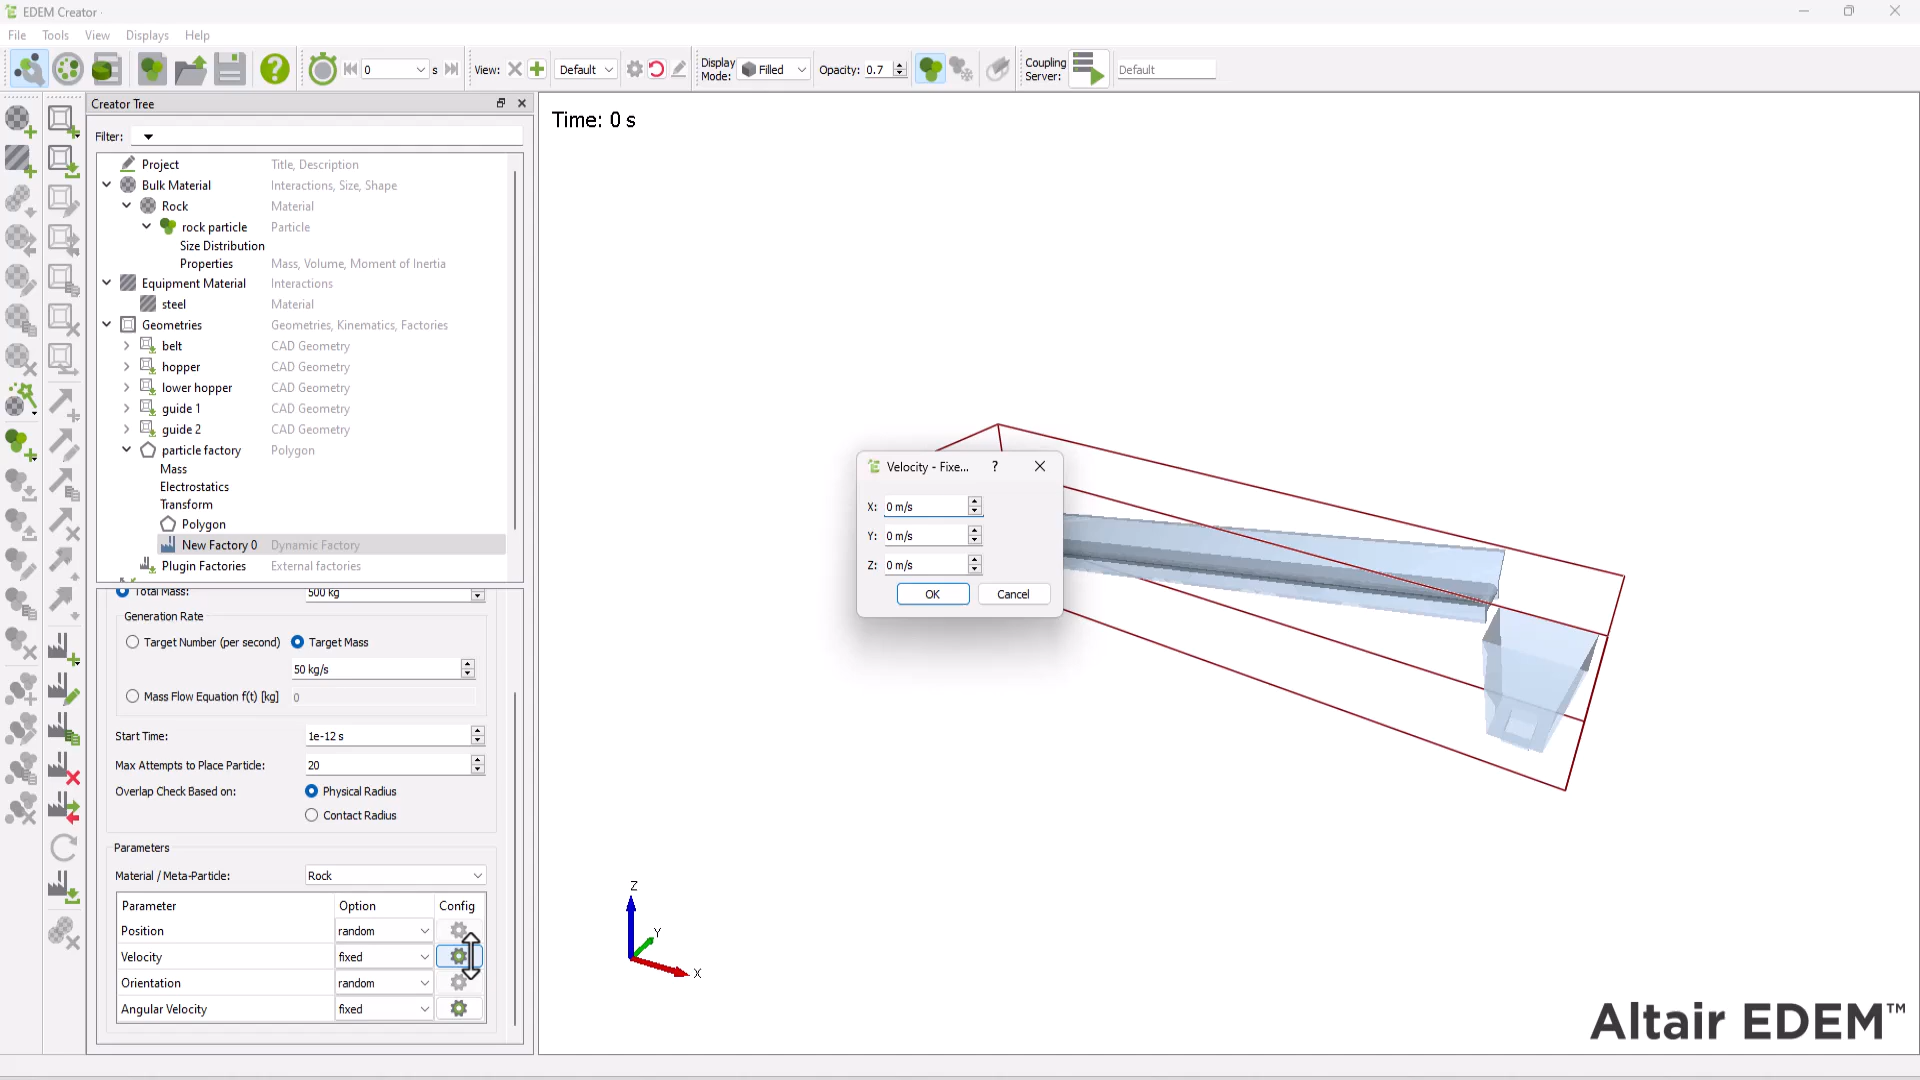 EDEM Creator
File Tools View Displays Help
0 s View: Default Display Mode: Filled Opacity: 0.7 Coupling Server: Default
Creator Tree
Filter:
Project Title, Description
Bulk Material Interactions, Size, Shape
Rock Material
rock particle Particle
Size Distribution
Properties Mass, Volume, Moment of Inertia
Equipment Material Interactions
steel Material
Geometries Geometries, Kinematics, Factories
belt CAD Geometry
hopper CAD Geometry
lower hopper CAD Geometry
guide 1 CAD Geometry
guide 2 CAD Geometry
particle factory Polygon
Mass
Electrostatics
Transform
Polygon
New Factory 0 Dynamic Factory
Plugin Factories External factories
Total Mass: 500 kg
Generation Rate
Target Number (per second) Target Mass
50 kg/s
Mass Flow Equation f(t) [kg] 0
Start Time: 1e-12 s
Max Attempts to Place Particle: 20
Overlap Check Based on: Physical Radius
Contact Radius
Parameters
Material / Meta-Particle: Rock
Parameter Option Config
Position random
Velocity fixed
Orientation random
Angular Velocity fixed
Time: 0 s
Velocity - Fixe... ?
X: 0 m/s
Y: 0 m/s
Z: 0 m/s
OK Cancel
Z
Y
X
Altair EDEM™